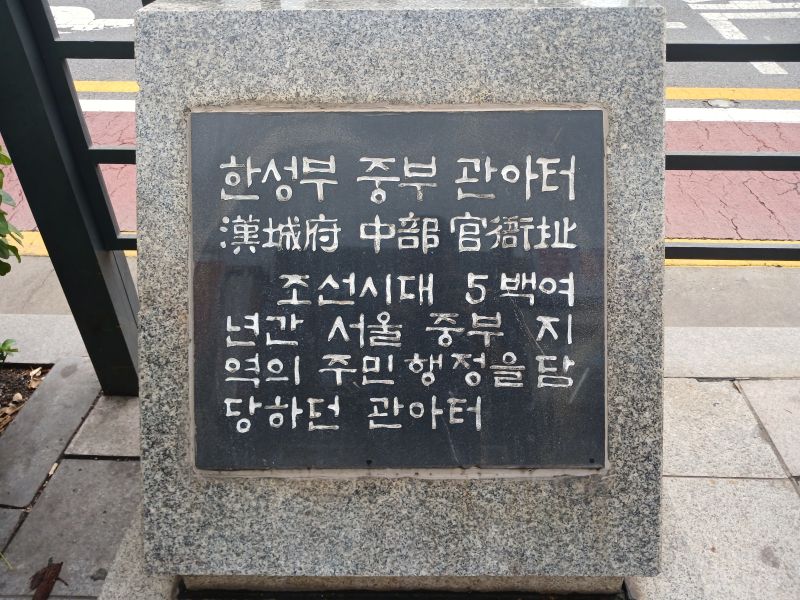 한성부 중부 관아터
漢城府 中部 官衙址
조선시대 5백여
년간 서울 중부 지
역의 주민행정을담
당하던 관아터